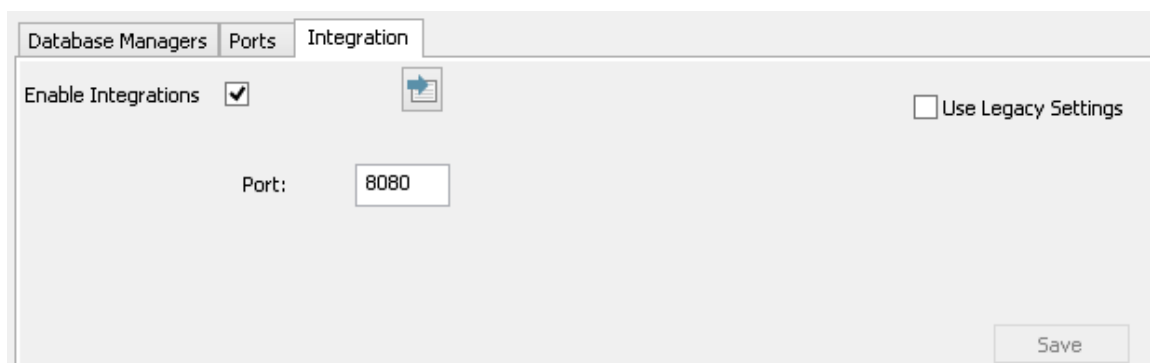 Database Managers Ports Integration
Enable Integrations
Use Legacy Settings
Port: 8080
Save